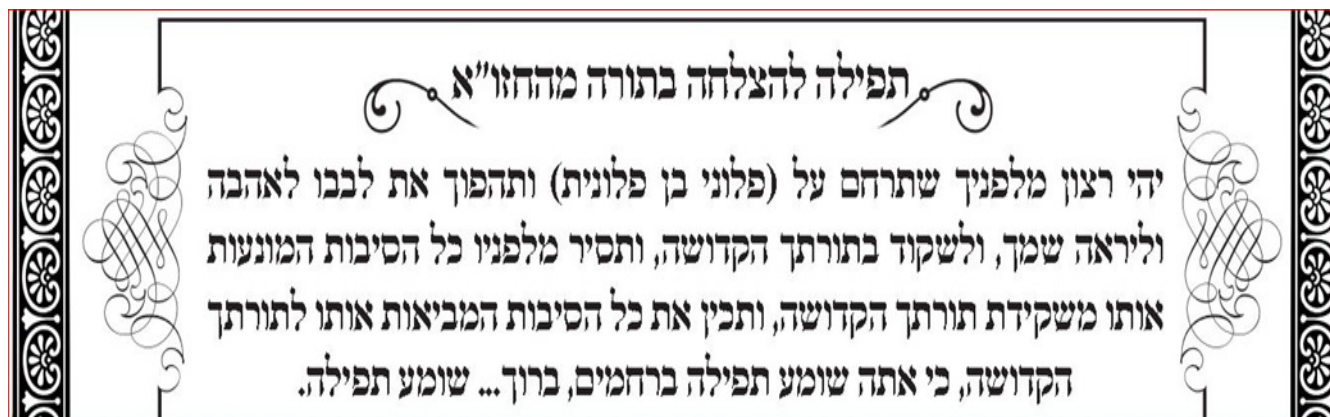 תפילה להצלחה בתורה מהחזו"א
יהי רצון מלפניך שתרחם על (פלוני בן פלונית) ותהפוך את לבבו לאהבה
וליראה שמך, ולשקוד בתורתך הקדושה, ותסיר מלפניו כל הסיבות המונעות
אותו משקידת תורתך הקדושה, ותכין את כל הסיבות המביאות אותו לתורתך
הקדושה, כי אתה שומע תפילה ברחמים, ברוך... שומע תפילה.